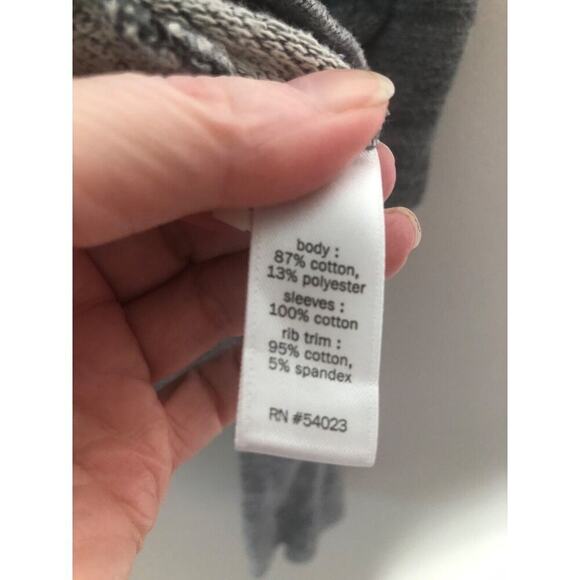 body :
87% cotton,
13% polyester
sleeves :
100% cotton
rib trim :
95% cotton,
5% spandex
RN #54023